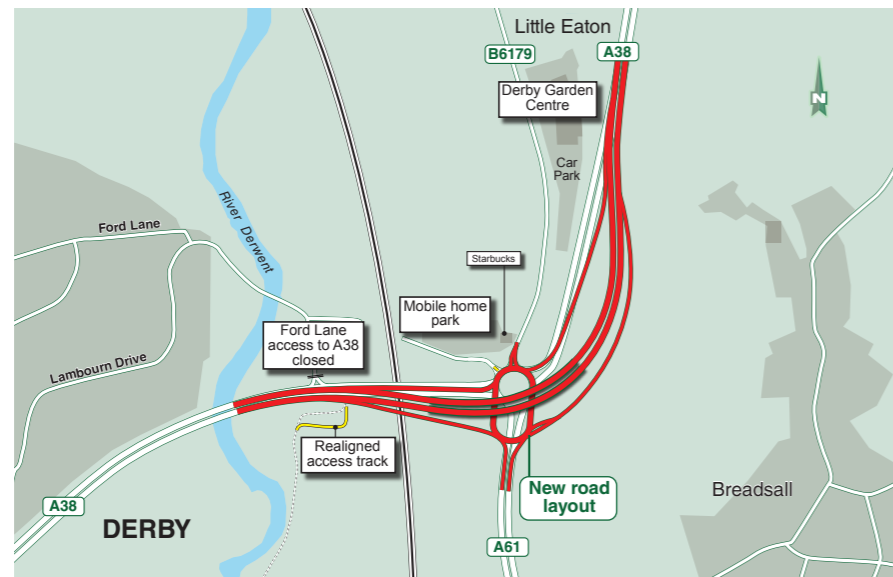 Little Eaton
B6179
A38
Derby Garden
Centre
N
Car
Park
Ford Lane
River Derwent
Starbucks
Mobile home
park
Ford Lane
access to A38
closed
Lambourn Drive
Realigned
access track
New road
layout
Breadsall
A38
DERBY
A61